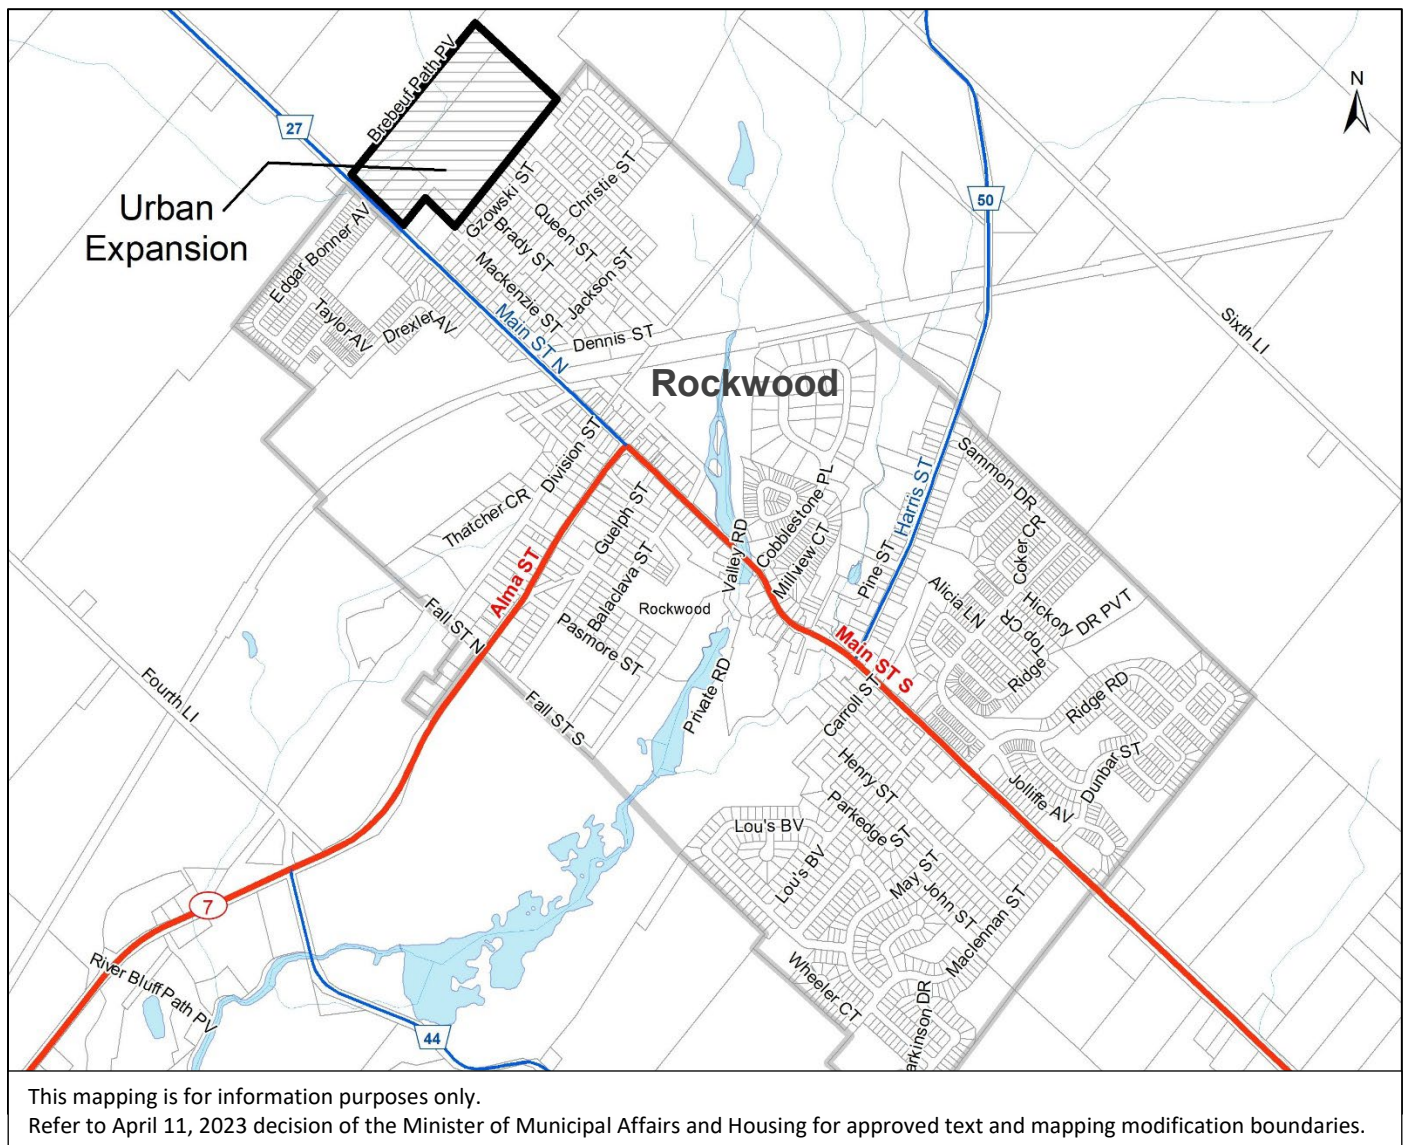 N
Brebeuf Path PV
27
Urban
Expansion
50
Gzowski ST
Christie ST
Queen ST
Brady ST
Mackenzie ST
Jackson ST
Edgar Bonner AV
Taylor AV
Drexler AV
Main ST N
Dennis ST
Sixth LI
Rockwood
Division ST
Thatcher CR
Guelph ST
Alma ST
Balaclava ST
Pasmore ST
Rockwood
Valley RD
Cobblestone PL
Millview CT
Pine ST
Harris ST
Sammon DR
Coker CR
Alicia LN
Hickory
DR PVT
Ridge Top CR
Fall ST N
Fall ST S
Fourth LI
Private RD
Main ST S
Carroll ST
Ridge RD
Dunbar ST
Jolliffe AV
Henry ST
Parkedge ST
Lou's BV
Lou's BV
May ST
John ST
Maclennan ST
Wheeler CT
arkinson DR
7
River Bluff Path PV
44
This mapping is for information purposes only.
Refer to April 11, 2023 decision of the Minister of Municipal Affairs and Housing for approved text and mapping modification boundaries.